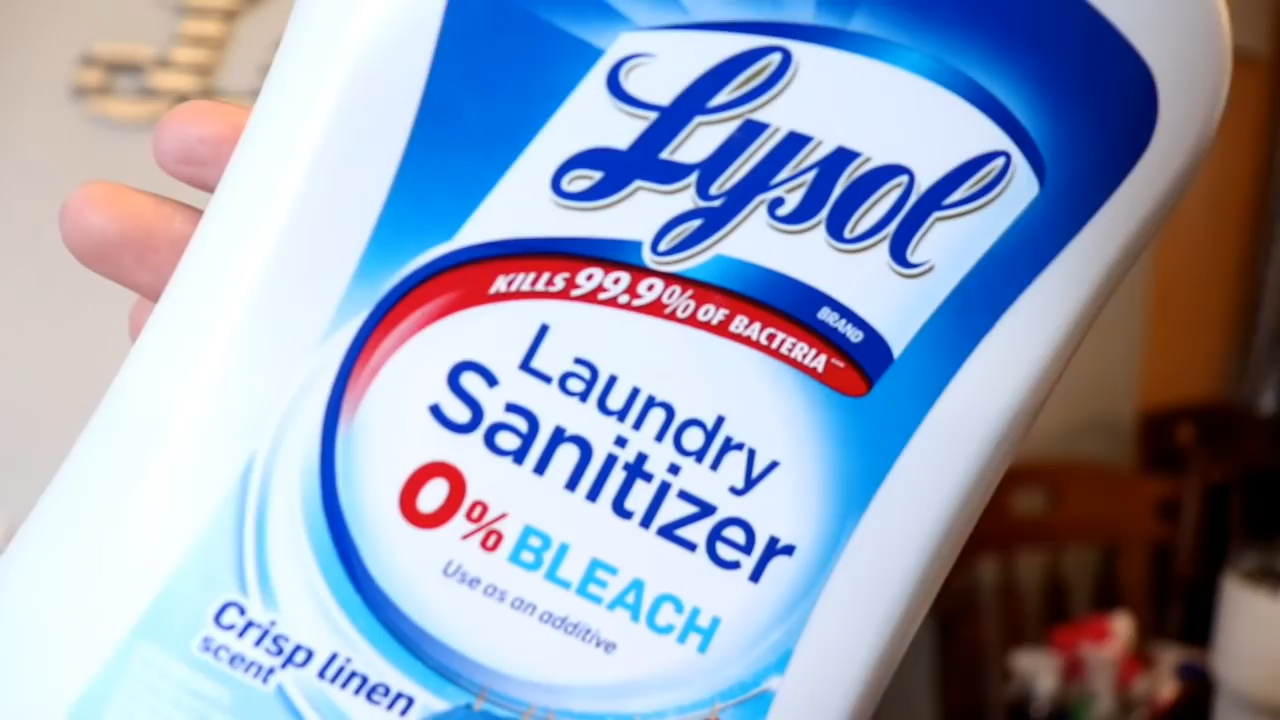 Lysol
BRAND
KILLS 99.9% OF BACTERIA
Laundry
Sanitizer
0% BLEACH
Use as an additive
Crisp linen
scent